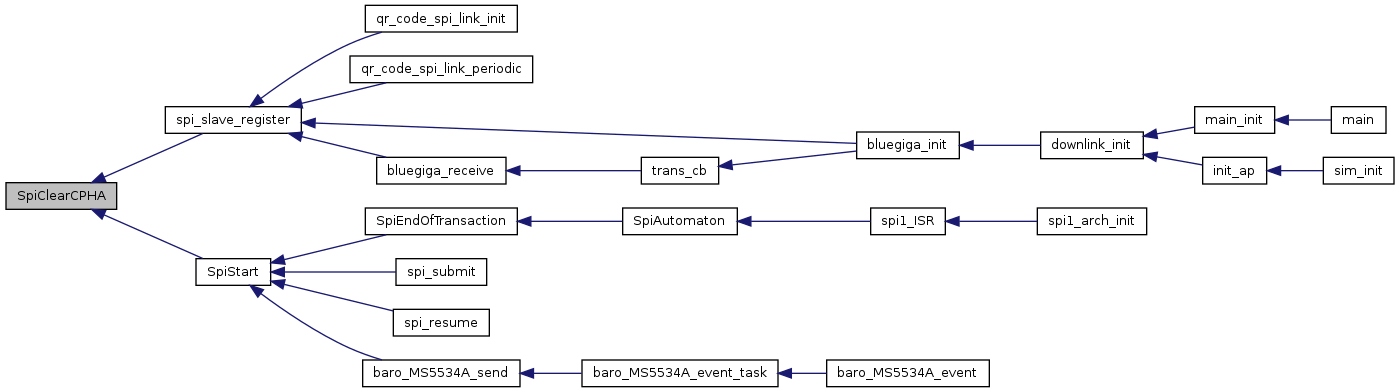 qr_code_spi_link_init
qr_code_spi_link_periodic
spi_slave_register
main_init
main
bluegiga_init
downlink_init
bluegiga_receive
trans_cb
init_ap
sim_init
SpiClearCPHA
SpiEndOfTransaction
SpiAutomaton
spi1_ISR
spi1_arch_init
SpiStart
spi_submit
spi_resume
baro_MS5534A_send
baro_MS5534A_event_task
baro_MS5534A_event